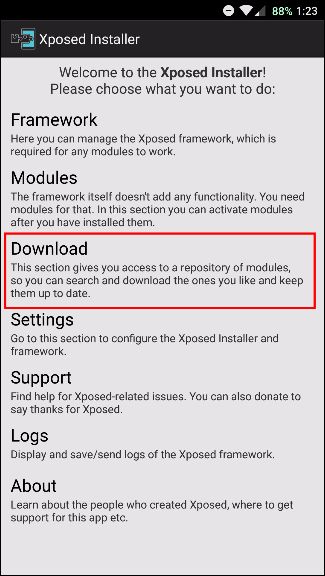 88% 1:23
Xposed Installer
Welcome to the Xposed Installer!
Please choose what you want to do:
Framework
Here you can manage the Xposed framework, which is
required for any modules to work.
Modules
The framework itself doesn't add any functionality. You need
modules for that. In this section you can activate modules
after you have installed them.
Download
This section gives you access to a repository of modules,
so you can search and download the ones you like and keep
them up to date.
Settings
Go to this section to configure the Xposed Installer and
framework.
Support
Find help for Xposed-related issues. You can also donate to
say thanks for Xposed.
Logs
Display and save/send logs of the Xposed framework.
About
Learn about the people who created Xposed, where to get
support for this app etc.